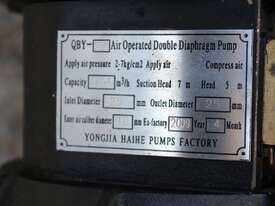 QBY- Air Operated Double Diaphragm Pump
Apply air pressure 2-7kg/cm2 Apply air Compress air
Capacity m³/h Suction Head 7 m Head 5 m
Inlet Diameter mm Outlet Diameter mm
Enter air caliber diameter mm Ex-factory Year 4 Month
YONGJIA HAIHE PUMPS FACTORY